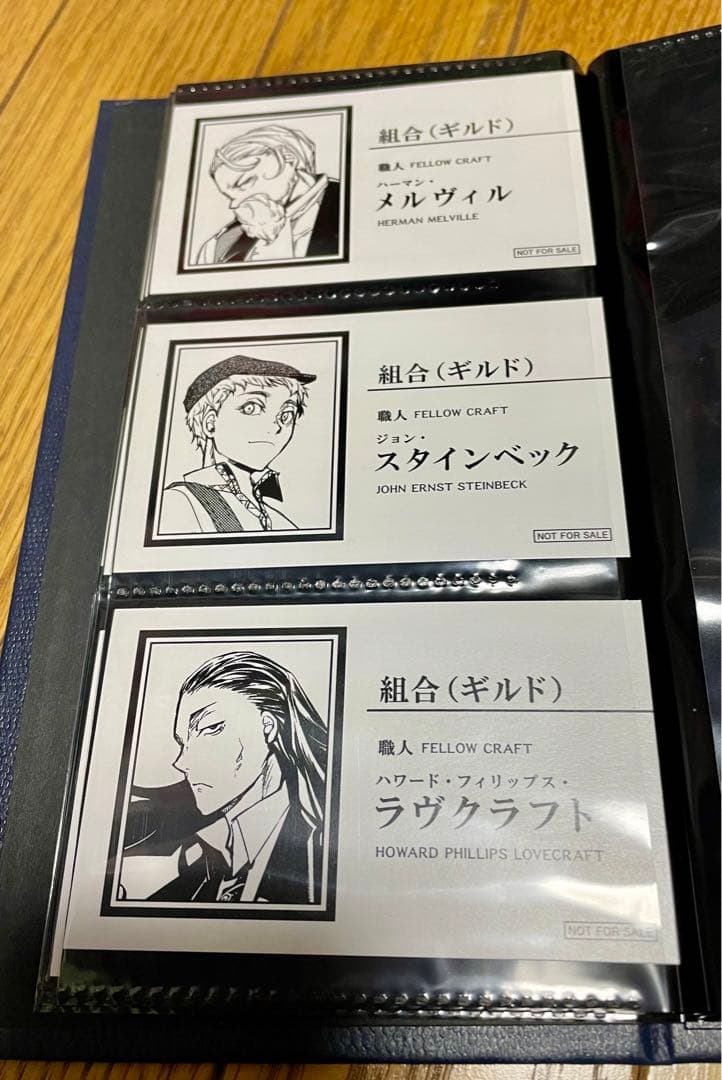 組合(ギルド)
職人 FELLOW CRAFT
ハーマン・
メルヴィル
HERMAN MELVILLE
NOT FOR SALE
組合(ギルド)
職人 FELLOW CRAFT
ジョン・
スタインベック
JOHN ERNST STEINBECK
NOT FOR SALE
組合(ギルド)
職人 FELLOW CRAFT
ハワード・フィリップス・
ラヴクラフト
HOWARD PHILLIPS LOVECRAFT
NOT FOR SALE